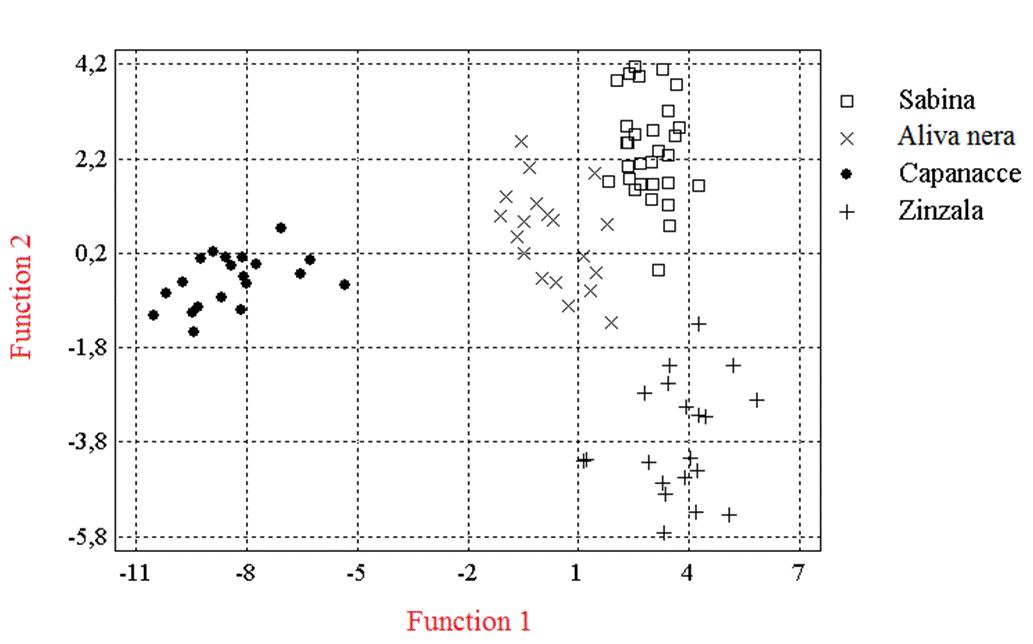 4,2
2,2
0,2
-1,8
-3,8
-5,8
-11 -8 -5 -2 1 4 7
Function 2
Function 1
Sabina
Aliva nera
Capanacce
Zinzala